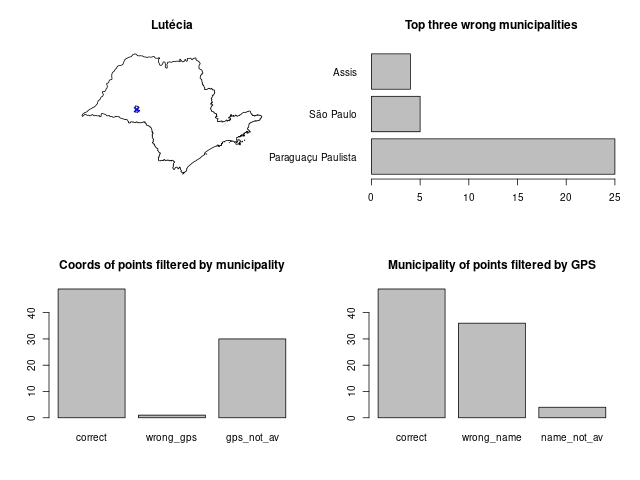 Lutécia
Top three wrong municipalities
Assis
São Paulo
Paraguaçu Paulista
0 5 10 15 20 25
Coords of points filtered by municipality
40
30
20
10
0
correct wrong_gps gps_not_av
Municipality of points filtered by GPS
40
30
20
10
0
correct wrong_name name_not_av